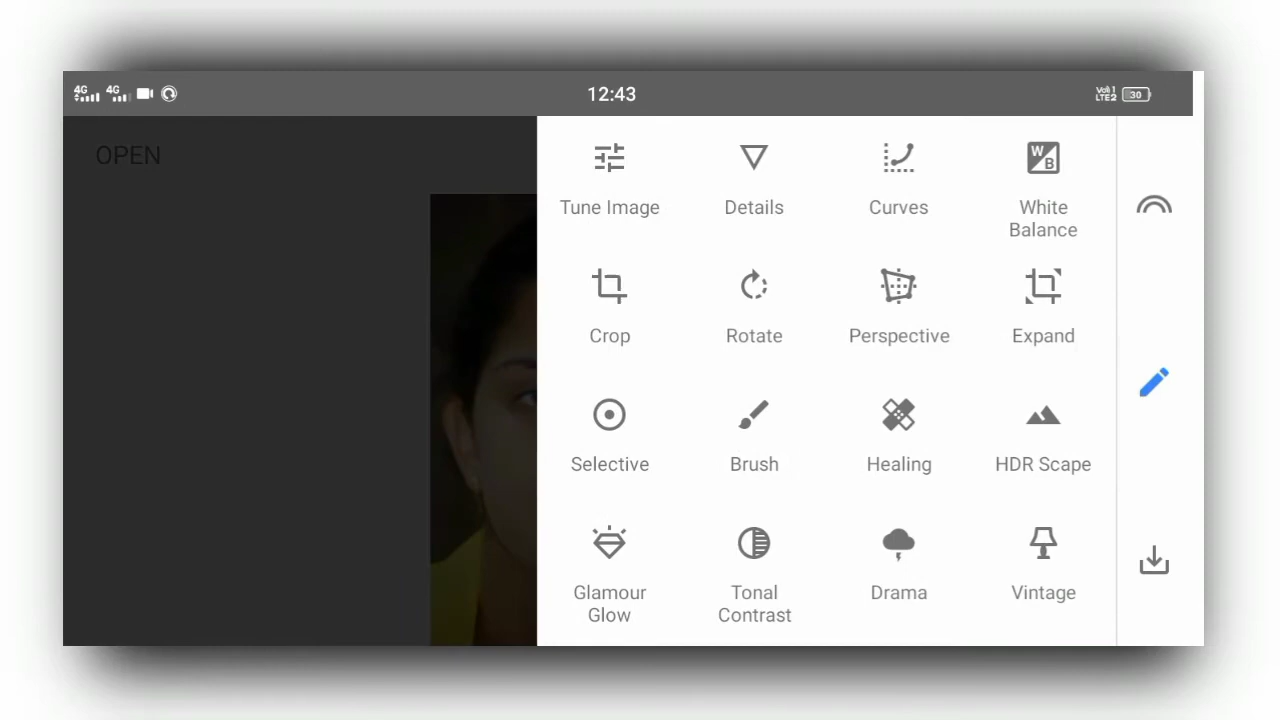 4G 4G 12:43 Vo1 1 LTE2 30
OPEN
Tune Image Details Curves White Balance
Crop Rotate Perspective Expand
Selective Brush Healing HDR Scape
Glamour Glow Tonal Contrast Drama Vintage